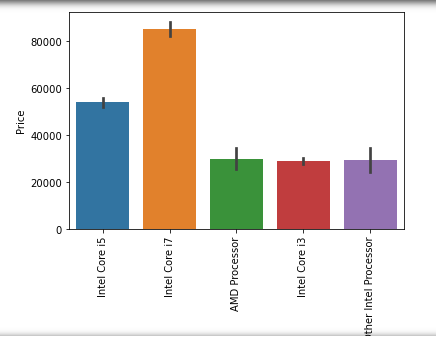 80000
60000
40000
20000
0
Price
Intel Core i5
Intel Core i7
AMD Processor
Intel Core i3
ther Intel Processor